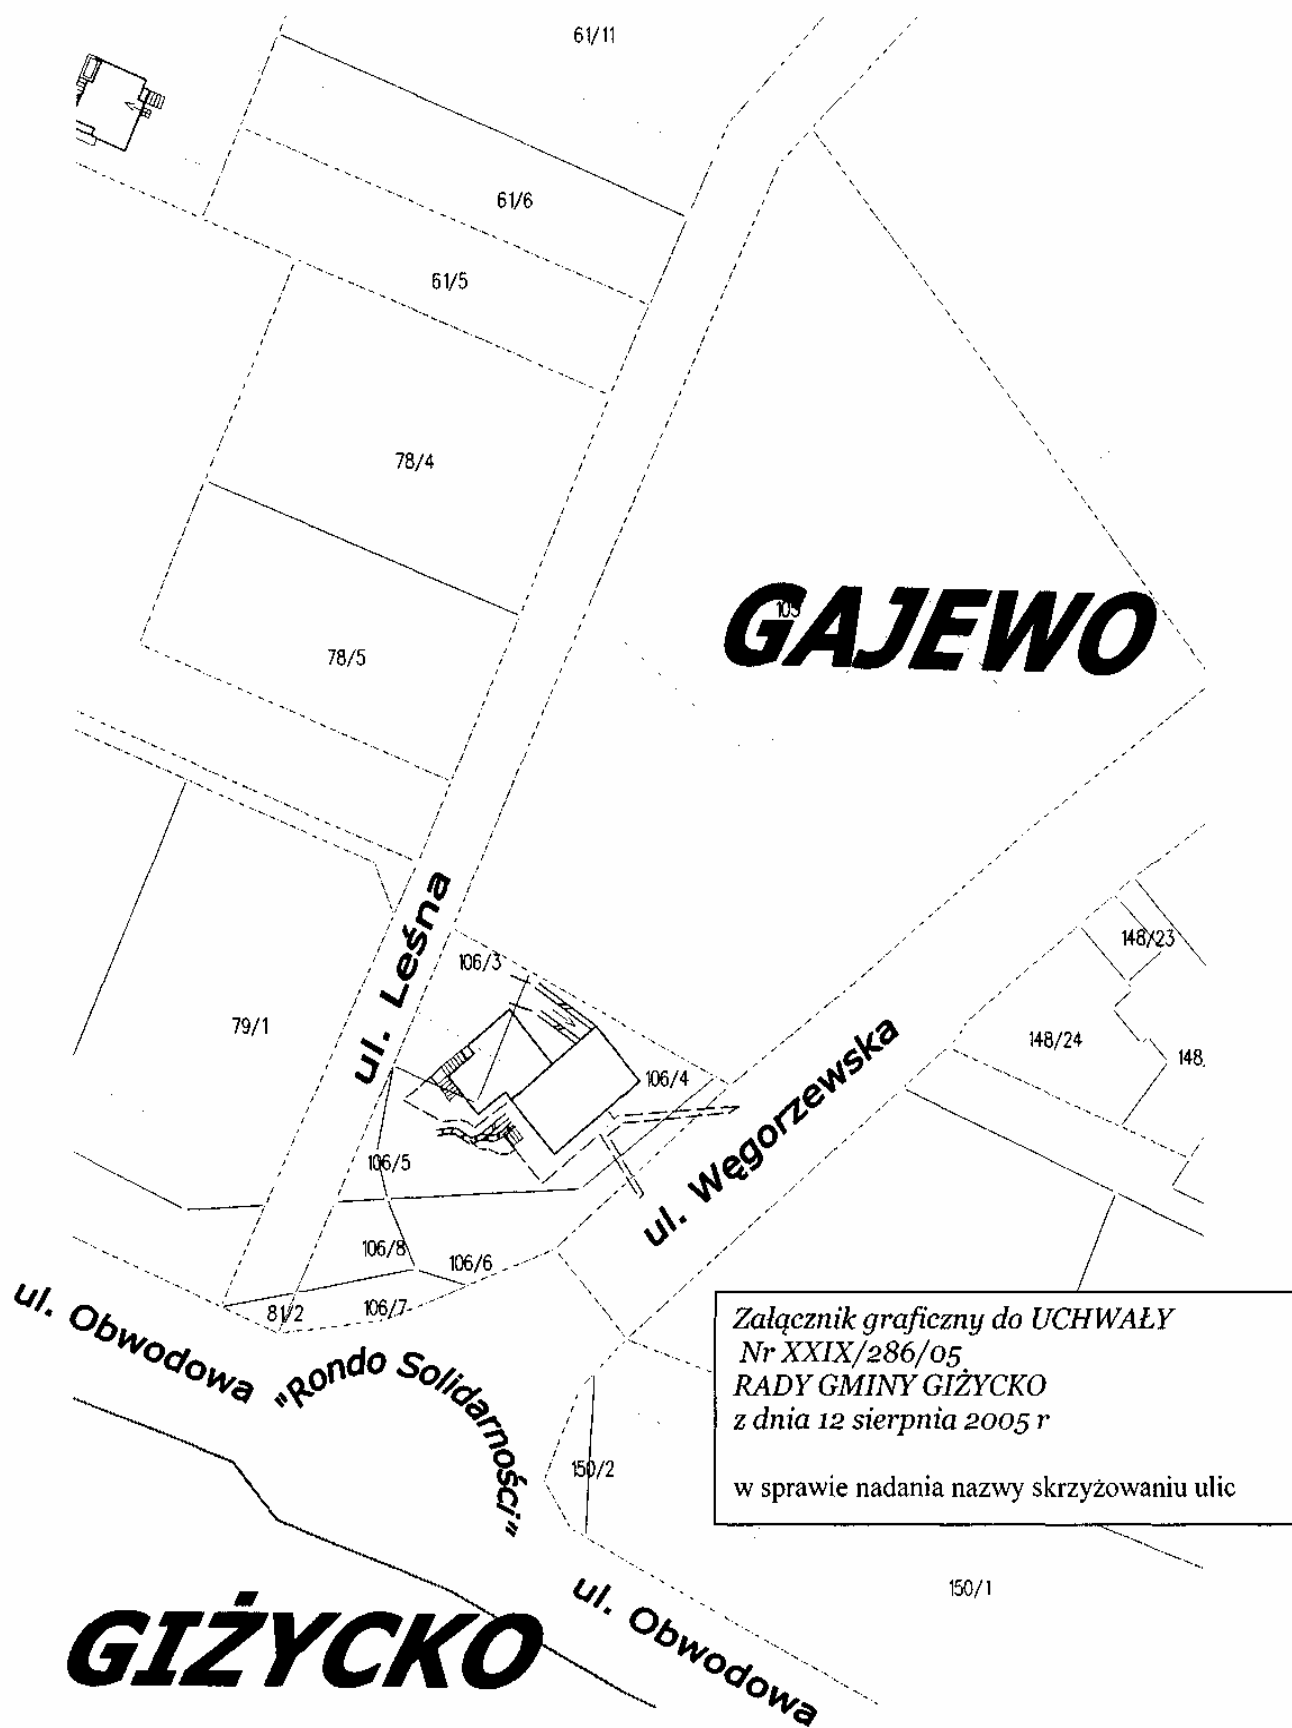 61/11
61/6
61/5
78/4
GAJEWO
105
78/5
ul. Leśna
148/23
106/3
79/1
148/24
148
106/4
ul. Węgorzewska
106/5
106/8
106/6
81/2
106/7
ul. Obwodowa
"Rondo Solidarności"
Załącznik graficzny do UCHWAŁY
Nr XXIX/286/05
RADY GMINY GIŻYCKO
z dnia 12 sierpnia 2005 r
w sprawie nadania nazwy skrzyżowaniu ulic
150/2
150/1
GIŻYCKO
ul. Obwodowa